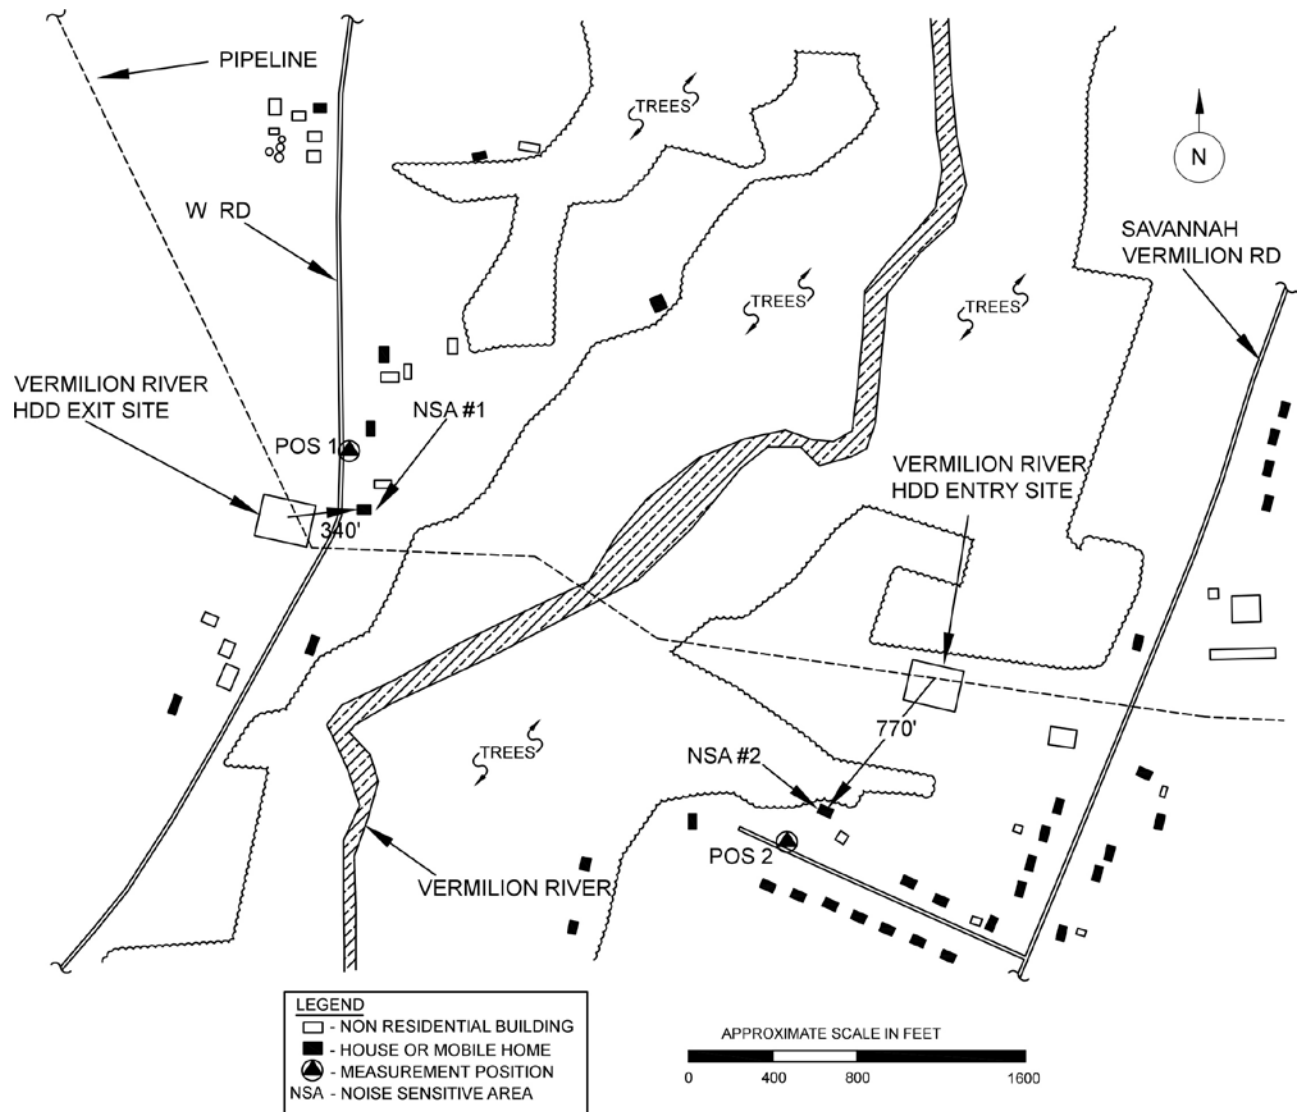 PIPELINE
TREES
N
W RD
SAVANNAH
VERMILION RD
TREES
TREES
VERMILION RIVER
HDD EXIT SITE
NSA #1
POS 1
VERMILION RIVER
HDD ENTRY SITE
340'
770'
TREES
NSA #2
POS 2
VERMILION RIVER
LEGEND
- NON RESIDENTIAL BUILDING
- HOUSE OR MOBILE HOME
- MEASUREMENT POSITION
NSA - NOISE SENSITIVE AREA
APPROXIMATE SCALE IN FEET
0 400 800 1600